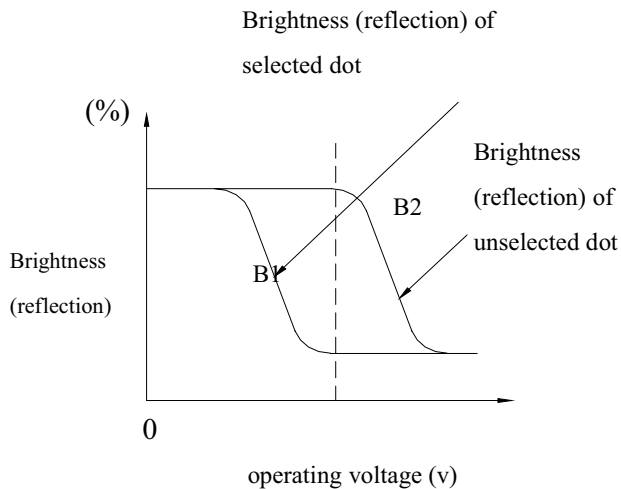 Brightness (reflection) of
selected dot
(%)
Brightness
(reflection) of
unselected dot
B2
B1
Brightness
(reflection)
0
operating voltage (v)